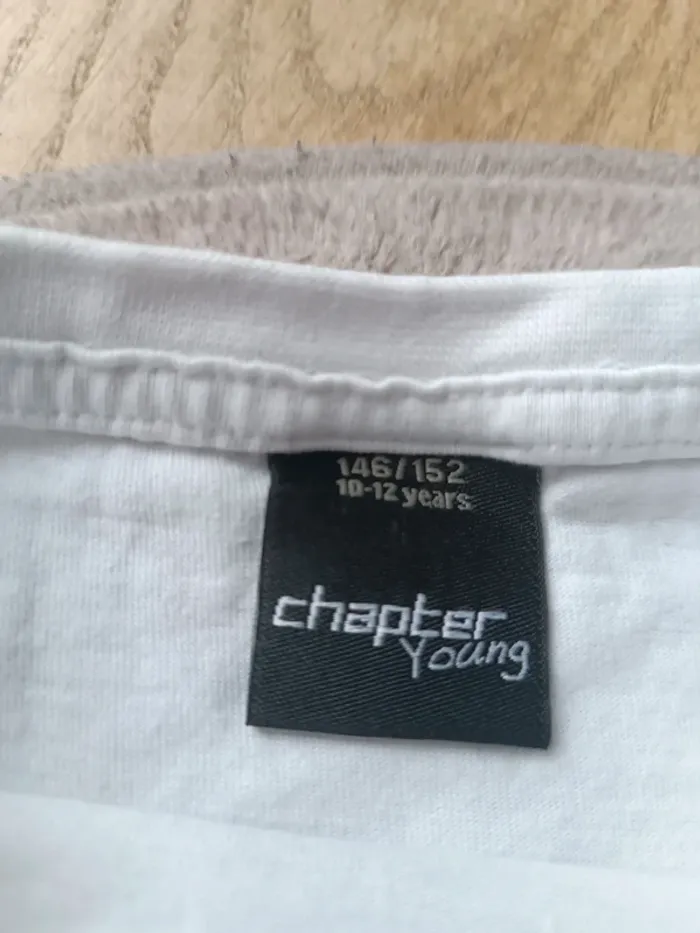 146/152
10-12 years
chapter
Young